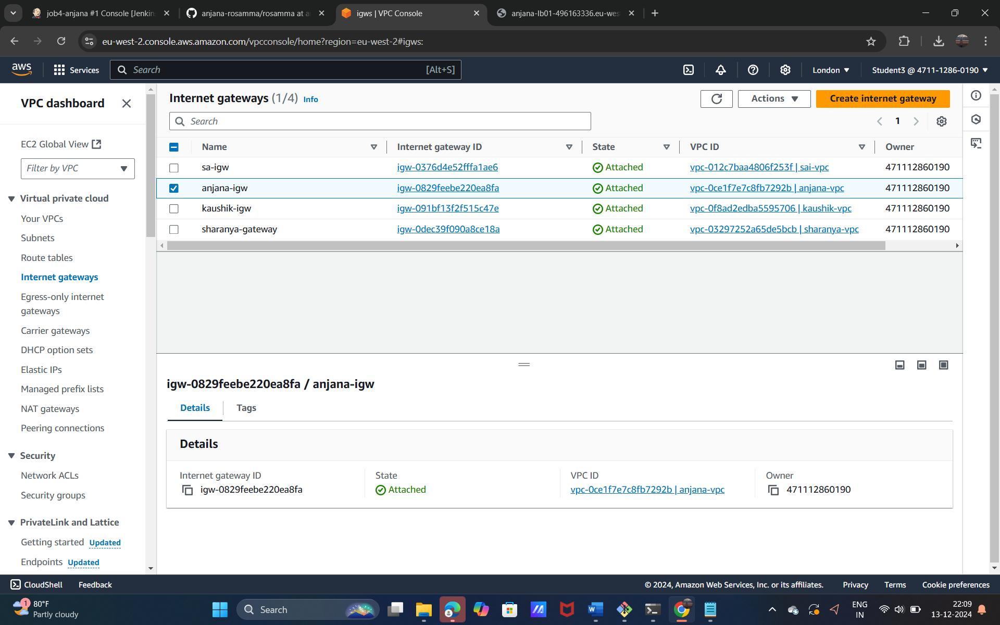 job4-anjana #1 Console [Jenkin
anjana-rosamma/rosamma at a
igws | VPC Console
anjana-lb01-496163336.eu-wes
eu-west-2.console.aws.amazon.com/vpcconsole/home?region=eu-west-2#igws:
aws
Services
Search
[Alt+S]
London
Student3 @ 4711-1286-0190
VPC dashboard
EC2 Global View
Filter by VPC
Virtual private cloud
Your VPCs
Subnets
Route tables
Internet gateways
Egress-only internet
gateways
Carrier gateways
DHCP option sets
Elastic IPs
Managed prefix lists
NAT gateways
Peering connections
Security
Network ACLs
Security groups
PrivateLink and Lattice
Getting started Updated
Endpoints Updated
Internet gateways (1/4) Info
Actions
Create internet gateway
Search
1
Name Internet gateway ID State VPC ID Owner
sa-igw igw-0376d4e52fffa1ae6 Attached vpc-012c7baa4806f253f | sai-vpc 471112860190
anjana-igw igw-0829feebe220ea8fa Attached vpc-0ce1f7e7c8fb7292b | anjana-vpc 471112860190
kaushik-igw igw-091bf13f2f515c47e Attached vpc-0f8ad2edba5595706 | kaushik-vpc 471112860190
sharanya-gateway igw-0dec39f090a8ce18a Attached vpc-03297252a65de5bcb | sharanya-vpc 471112860190
igw-0829feebe220ea8fa / anjana-igw
Details Tags
Details
Internet gateway ID
igw-0829feebe220ea8fa
State
Attached
VPC ID
vpc-0ce1f7e7c8fb7292b | anjana-vpc
Owner
471112860190
CloudShell Feedback
© 2024, Amazon Web Services, Inc. or its affiliates. Privacy Terms Cookie preferences
1
80°F
Partly cloudy
Search
ENG
IN
22:09
13-12-2024